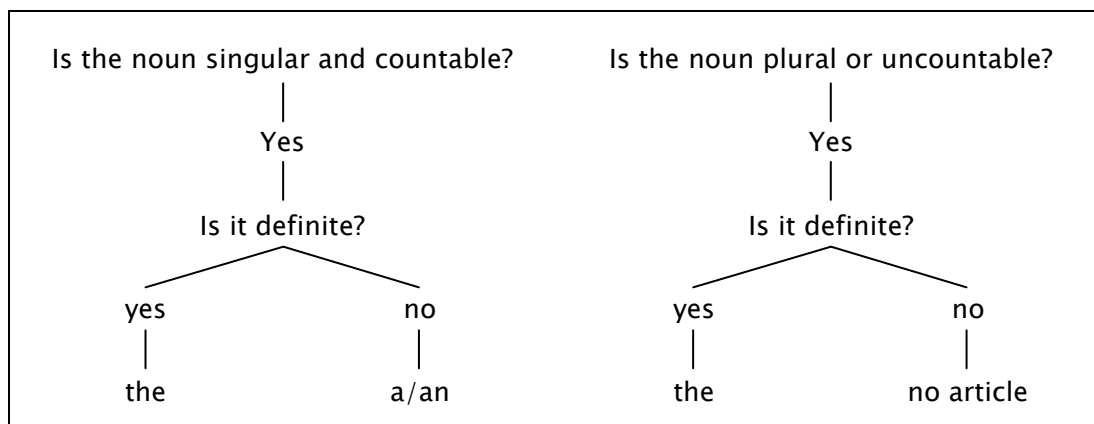 Is the noun singular and countable?
Yes
Is it definite?
yes
no
the
a/an
Is the noun plural or uncountable?
Yes
Is it definite?
yes
no
the
no article